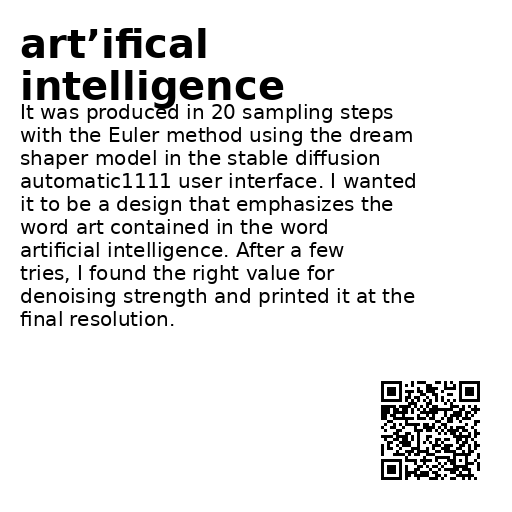 art’ifical
intelligence
It was produced in 20 sampling steps
with the Euler method using the dream
shaper model in the stable diffusion
automatic1111 user interface. I wanted
it to be a design that emphasizes the
word art contained in the word
artificial intelligence. After a few
tries, I found the right value for
denoising strength and printed it at the
final resolution.